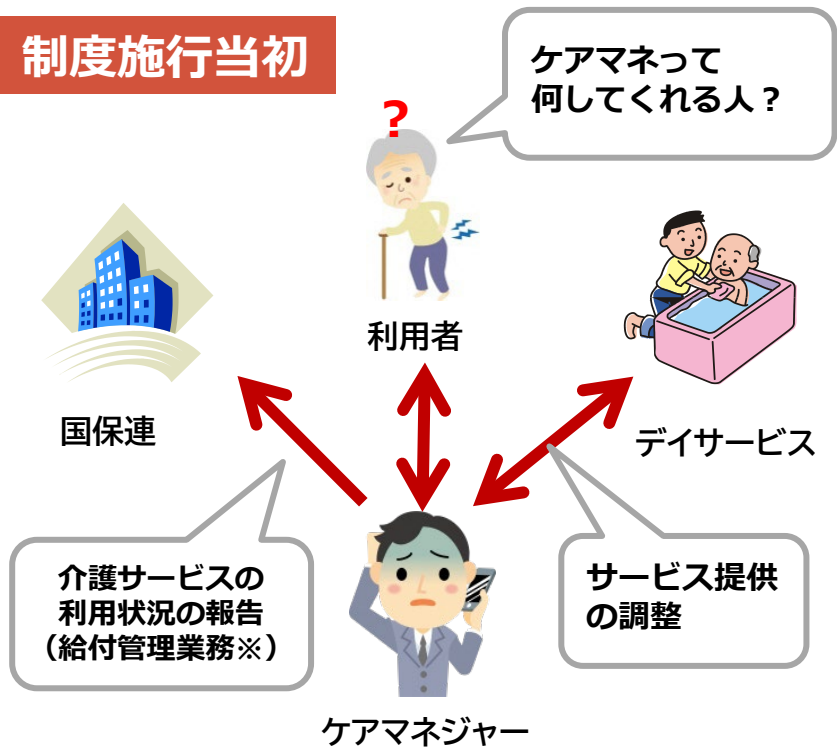 制度施行当初
ケアマネって
何してくれる人？
?
利用者
国保連
デイサービス
介護サービスの
利用状況の報告
（給付管理業務※）
サービス提供
の調整
ケアマネジャー